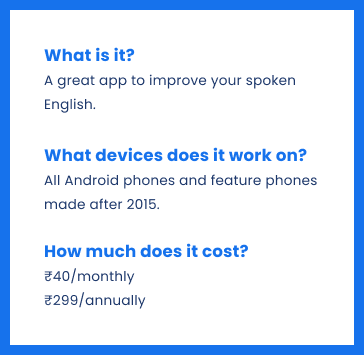 What is it?
A great app to improve your spoken
English.
What devices does it work on?
All Android phones and feature phones
made after 2015.
How much does it cost?
₹40/monthly
₹299/annually